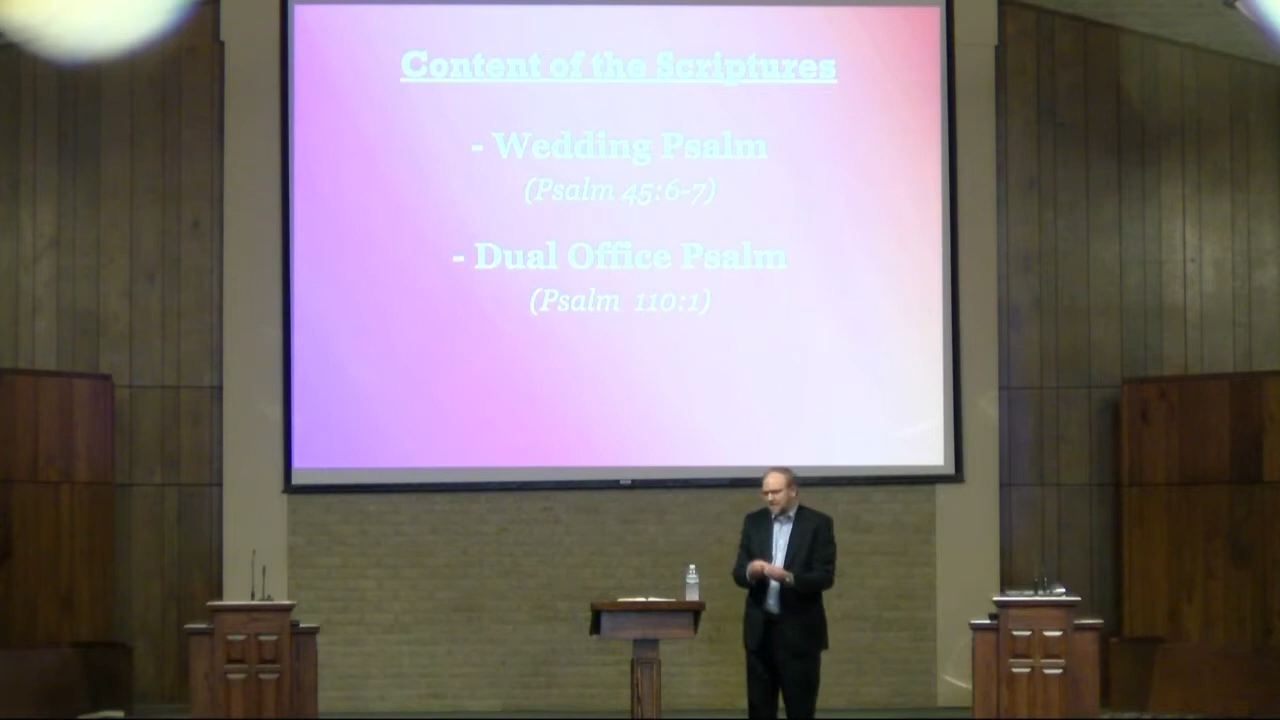 Content of the Scriptures
- Wedding Psalm
(Psalm 45:6-7)
- Dual Office Psalm
(Psalm 110:1)